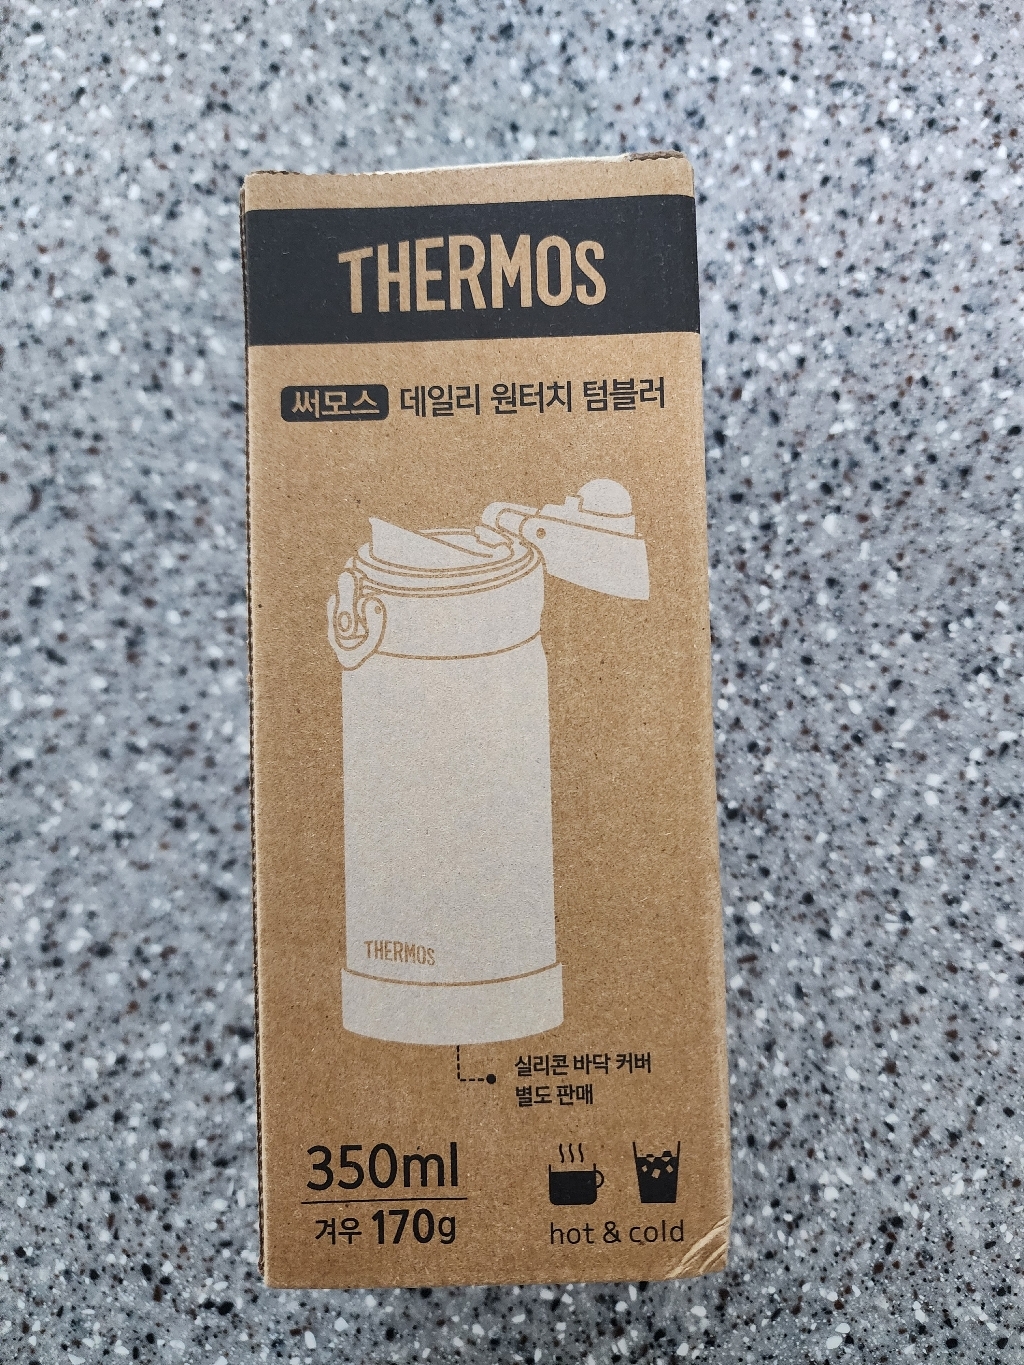 THERMOS
써모스 데일리 원터치 텀블러
THERMOS
실리콘 바닥 커버
별도 판매
350ml
겨우 170g
hot & cold